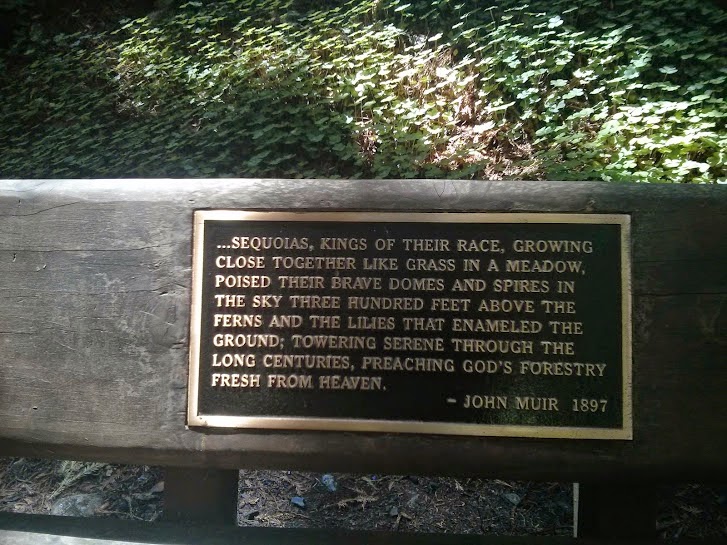 ...SEQUOIAS, KINGS OF THEIR RACE, GROWING
CLOSE TOGETHER LIKE GRASS IN A MEADOW,
POISED THEIR BRAVE DOMES AND SPIRES IN
THE SKY THREE HUNDRED FEET ABOVE THE
FERNS AND THE LILIES THAT ENAMELED THE
GROUND; TOWERING SERENE THROUGH THE
LONG CENTURIES, PREACHING GOD'S FORESTRY
FRESH FROM HEAVEN.
- JOHN MUIR 1897